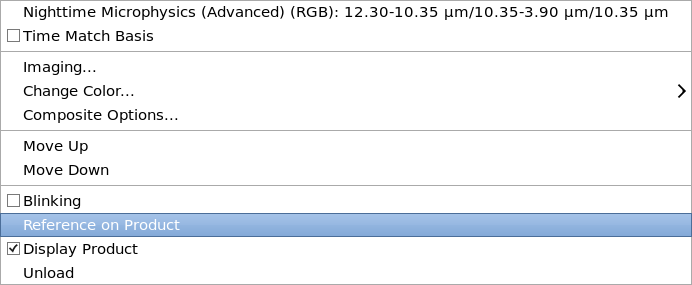 Nighttime Microphysics (Advanced) (RGB): 12.30-10.35 µm/10.35-3.90 µm/10.35 µm
Time Match Basis
Imaging...
Change Color...
Composite Options...
Move Up
Move Down
Blinking
Reference on Product
Display Product
Unload